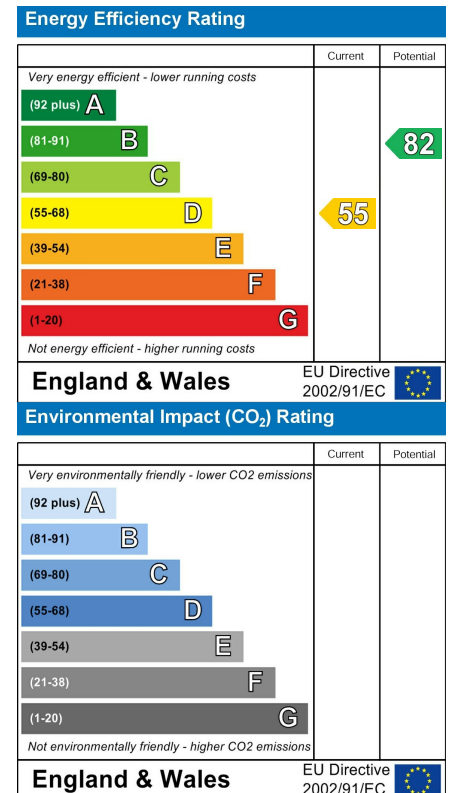 Energy Efficiency Rating
Current Potential
Very energy efficient - lower running costs
(92 plus) A
(81-91) B
82
(69-80) C
(55-68) D
55
(39-54) E
(21-38) F
(1-20) G
Not energy efficient - higher running costs
England & Wales
EU Directive
2002/91/EC
Environmental Impact (CO₂) Rating
Current Potential
Very environmentally friendly - lower CO2 emissions
(92 plus) A
(81-91) B
(69-80) C
(55-68) D
(39-54) E
(21-38) F
(1-20) G
Not environmentally friendly - higher CO2 emissions
England & Wales
EU Directive
2002/91/EC